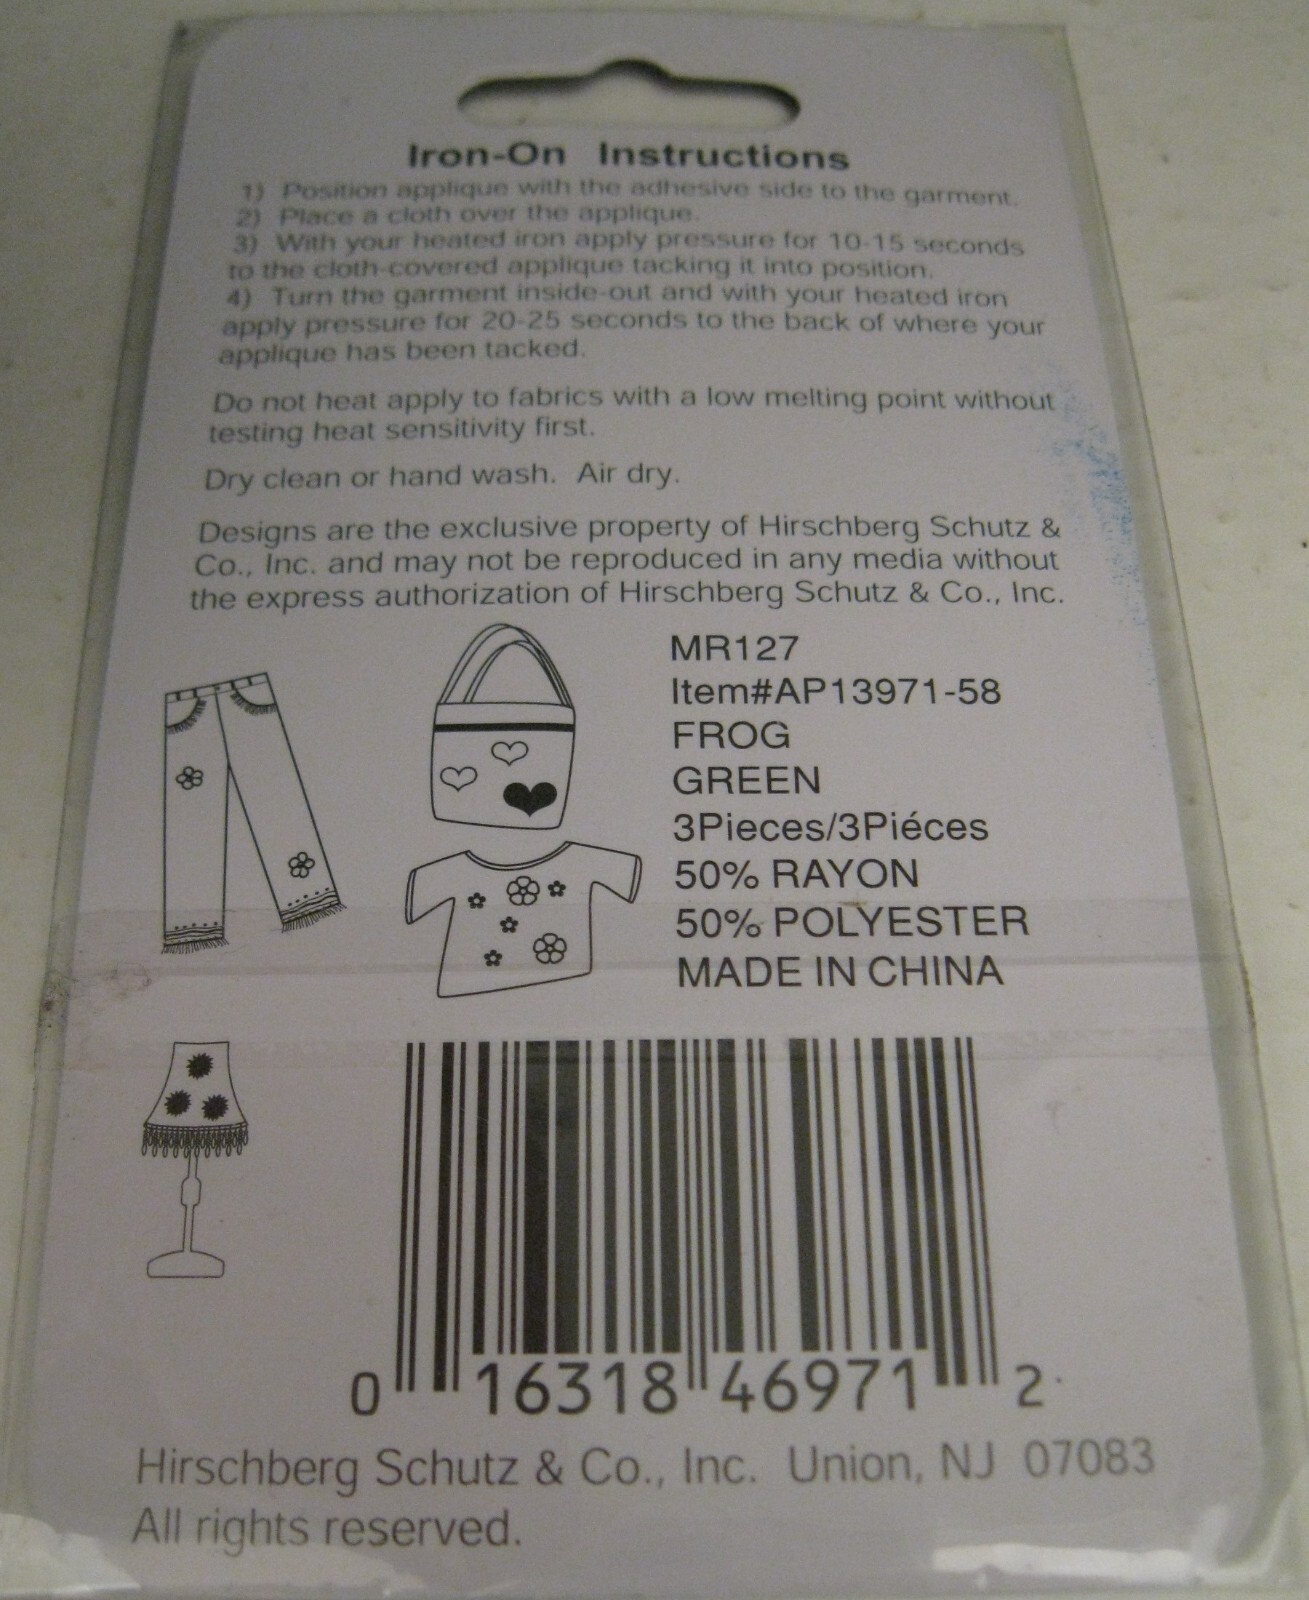 Iron-On Instructions
1) Position applique with the adhesive side to the garment.
2) Place a cloth over the applique.
3) With your heated iron apply pressure for 10-15 seconds
to the cloth-covered applique tacking it into position.
4) Turn the garment inside-out and with your heated iron
apply pressure for 20-25 seconds to the back of where your
applique has been tacked.
Do not heat apply to fabrics with a low melting point without
testing heat sensitivity first.
Dry clean or hand wash. Air dry.
Designs are the exclusive property of Hirschberg Schutz &
Co., Inc. and may not be reproduced in any media without
the express authorization of Hirschberg Schutz & Co., Inc.
MR127
Item#AP13971-58
FROG
GREEN
3Pieces/3Piéces
50% RAYON
50% POLYESTER
MADE IN CHINA
0 16318 46971 2
Hirschberg Schutz & Co., Inc. Union, NJ 07083
All rights reserved.